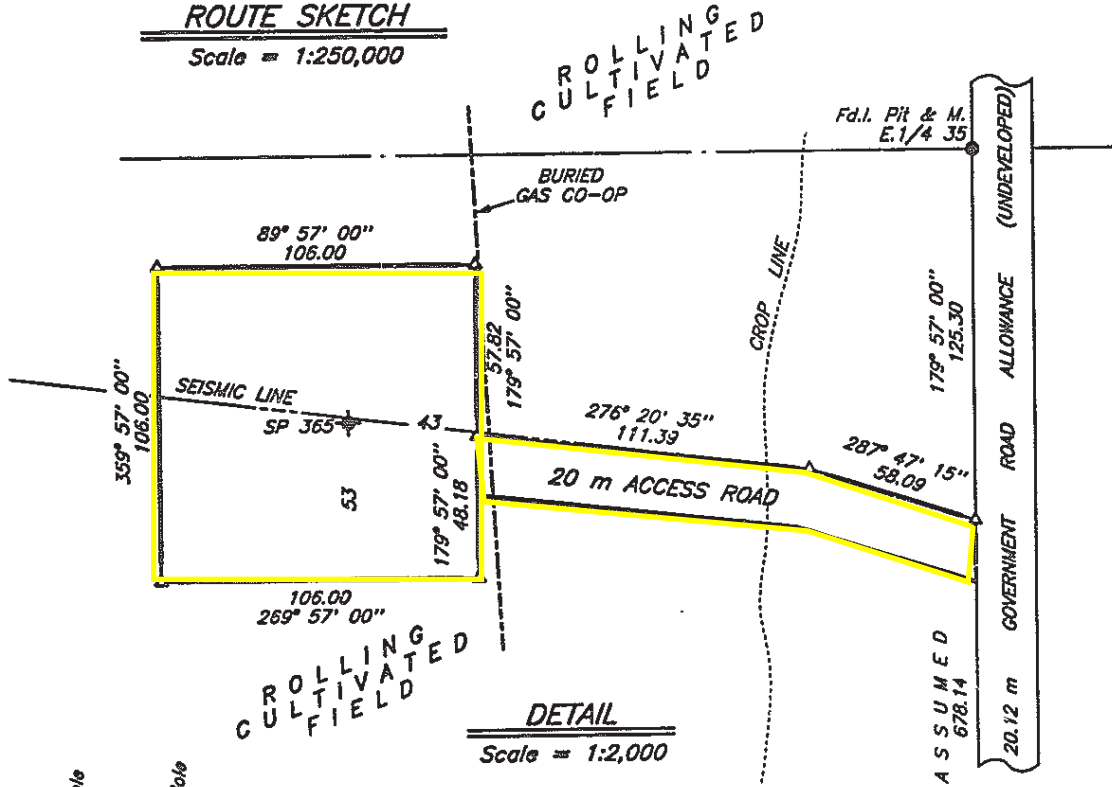 ROUTE SKETCH
Scale = 1:250,000
ROLLING
CULTIVATED
FIELD
Fd.I. Pit & M.
E.1/4 35
(UNDEVELOPED)
BURIED
GAS CO-OP
89° 57' 00"
106.00
CROP LINE
179° 57' 00"
125.30
ALLOWANCE
57.82
179° 57' 00"
359° 57' 00"
106.00
SEISMIC LINE
SP 365
43
276° 20' 35"
111.39
287° 47' 15"
58.09
ROAD
20 m ACCESS ROAD
53
179° 57' 00"
48.18
GOVERNMENT
106.00
269° 57' 00"
ROLLING
CULTIVATED
FIELD
ASSUMED
678.14
20.12 m
DETAIL
Scale = 1:2,000